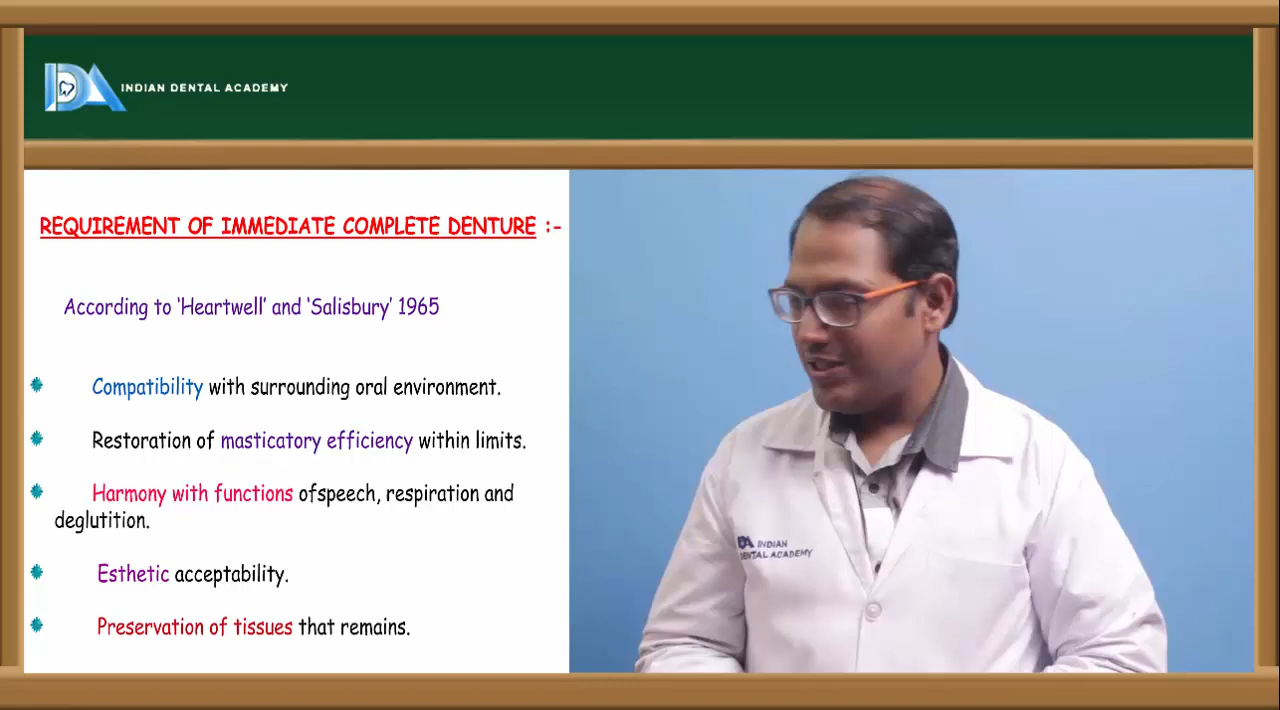 INDIAN DENTAL ACADEMY
REQUIREMENT OF IMMEDIATE COMPLETE DENTURE :-
According to ‘Heartwell’ and ‘Salisbury’ 1965
Compatibility with surrounding oral environment.
Restoration of masticatory efficiency within limits.
Harmony with functions ofspeech, respiration and
deglutition.
Esthetic acceptability.
Preservation of tissues that remains.
INDIAN
DENTAL ACADEMY